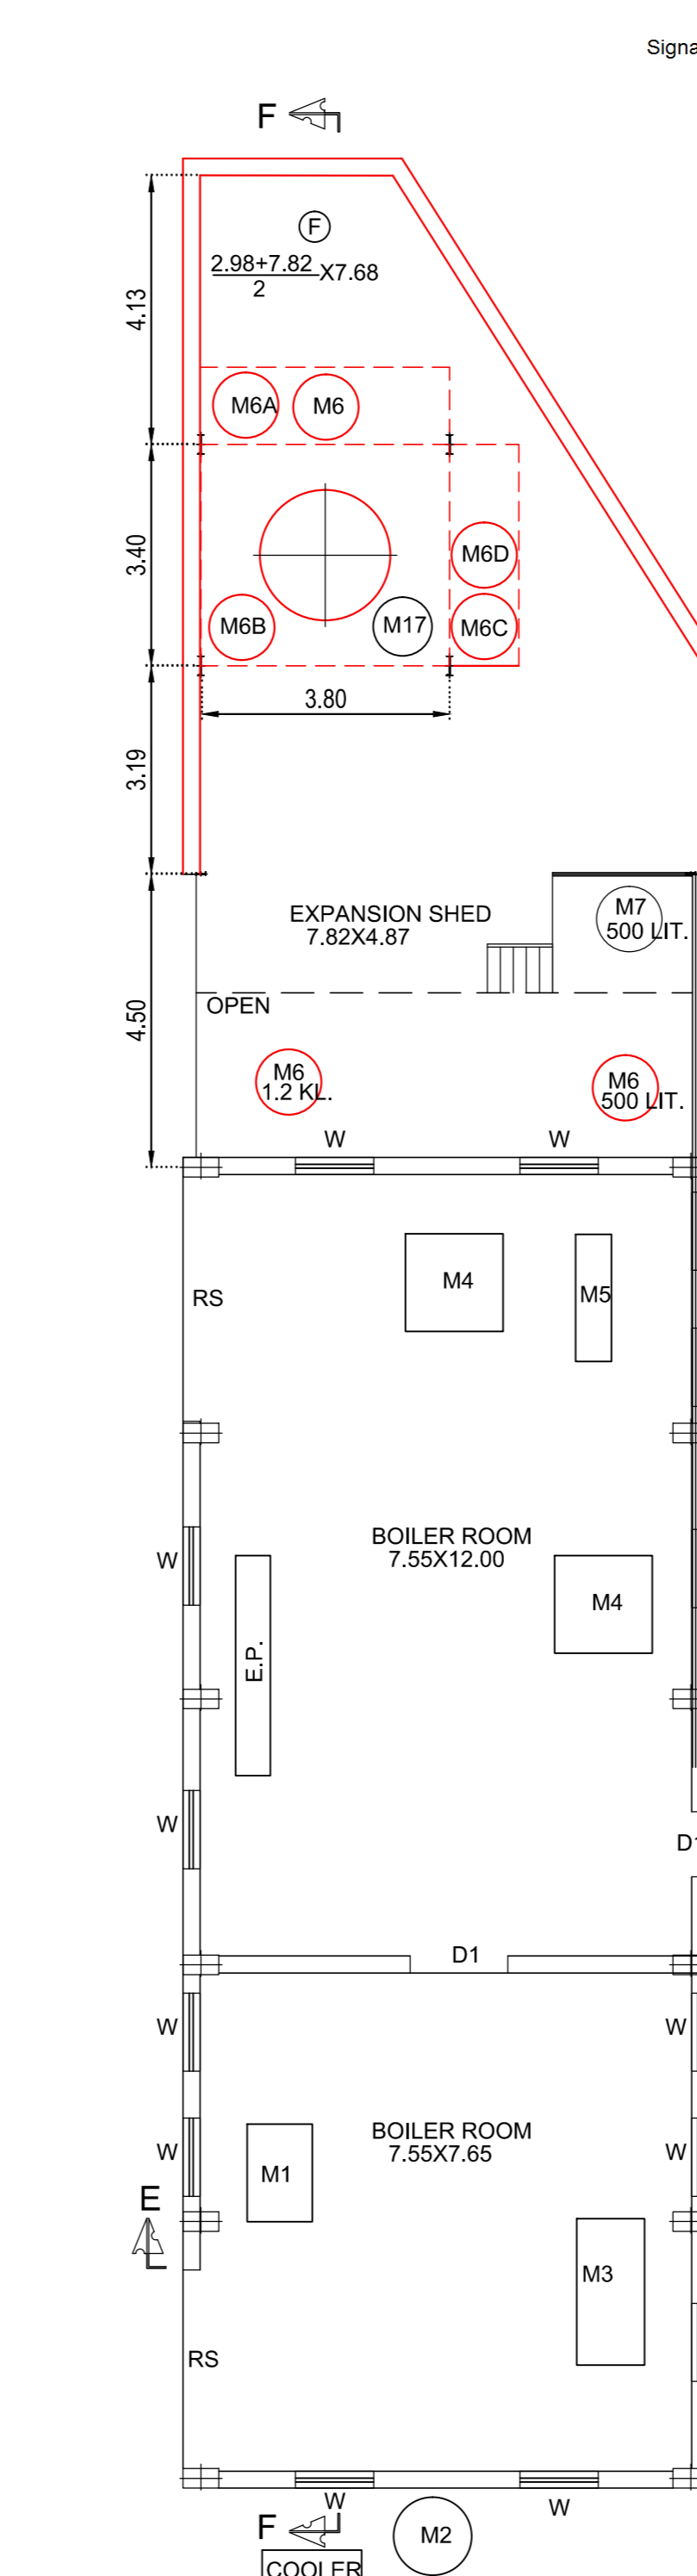 Signa
F
F
2.98+7.82 X7.68
2
4.13
M6A
M6
3.40
M6D
M6B
M17
M6C
3.80
3.19
EXPANSION SHED
7.82X4.87
M7
500 LIT.
OPEN
4.50
M6
1.2 KL.
M6
500 LIT.
W
W
M4
M5
RS
BOILER ROOM
7.55X12.00
W
M4
E.P.
W
D1
D1
W
W
BOILER ROOM
7.55X7.65
W
W
M1
E
M3
RS
W
W
F
M2
COOLER